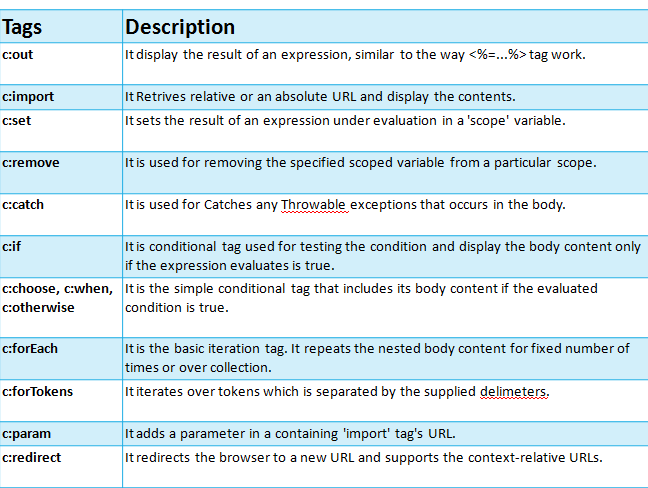 Tags Description
c:out It display the result of an expression, similar to the way <%=...%> tag work.
c:import It Retrives relative or an absolute URL and display the contents.
c:set It sets the result of an expression under evaluation in a 'scope' variable.
c:remove It is used for removing the specified scoped variable from a particular scope.
c:catch It is used for Catches any Throwable exceptions that occurs in the body.
c:if It is conditional tag used for testing the condition and display the body content only
if the expression evaluates is true.
c:choose, c:when, It is the simple conditional tag that includes its body content if the evaluated
c:otherwise condition is true.
c:forEach It is the basic iteration tag. It repeats the nested body content for fixed number of
times or over collection.
c:forTokens It iterates over tokens which is separated by the supplied delimeters.
c:param It adds a parameter in a containing 'import' tag's URL.
c:redirect It redirects the browser to a new URL and supports the context-relative URLs.